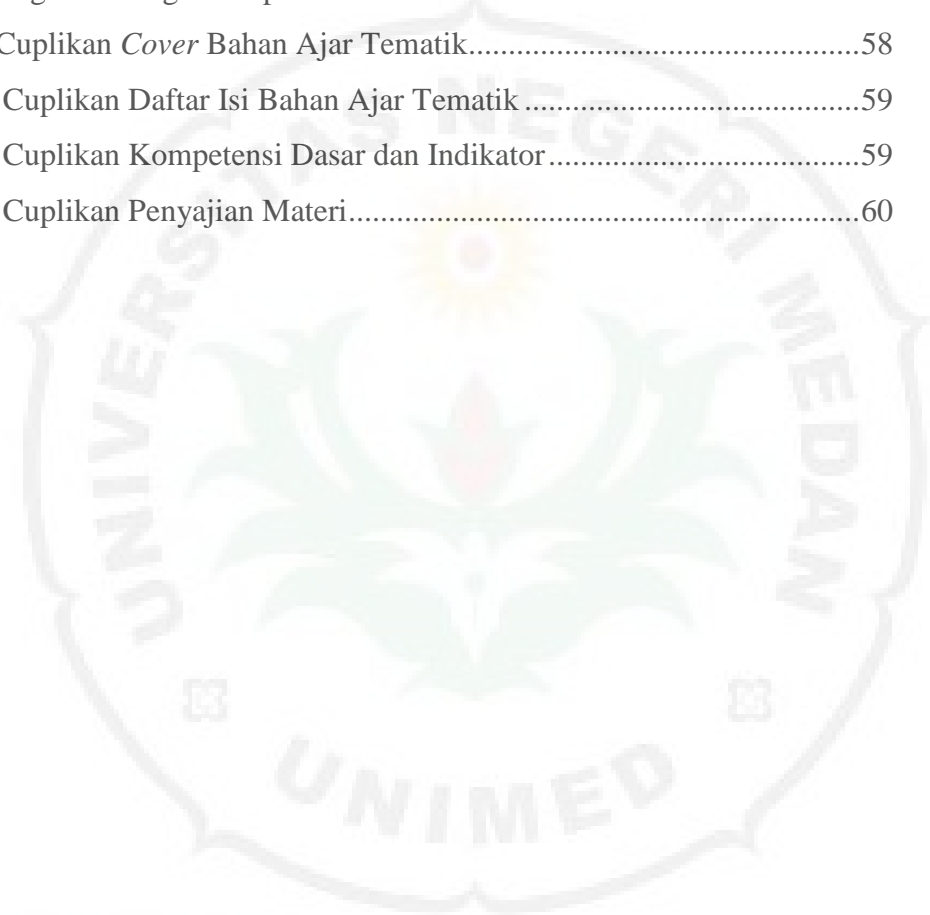 Cuplikan Cover Bahan Ajar Tematik..................................................58
Cuplikan Daftar Isi Bahan Ajar Tematik ...........................................59
Cuplikan Kompetensi Dasar dan Indikator........................................59
Cuplikan Penyajian Materi.................................................................60
UNIVERSITAS NEGERI MEDAN
UNIMED